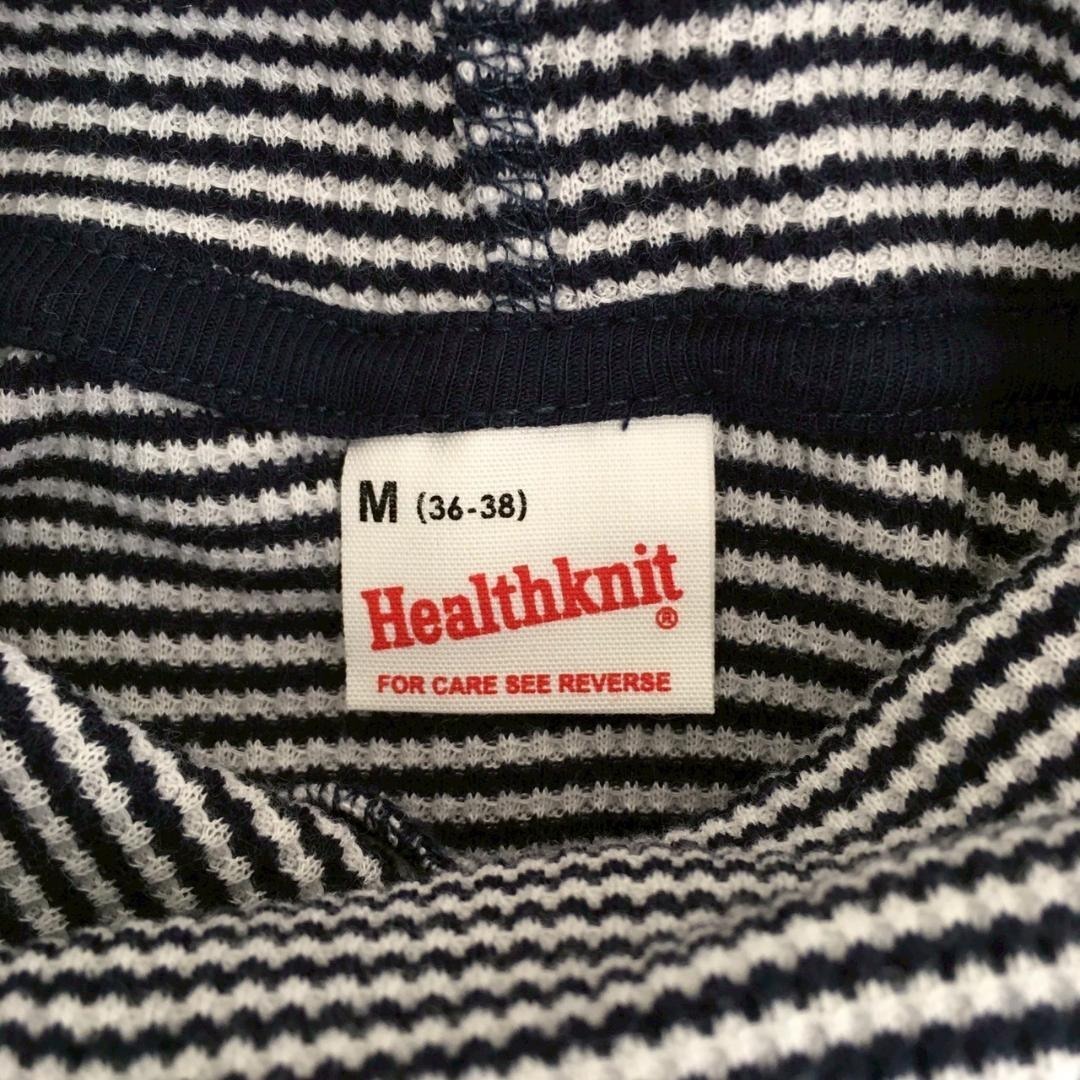 M (36-38)
Healthknit®
FOR CARE SEE REVERSE